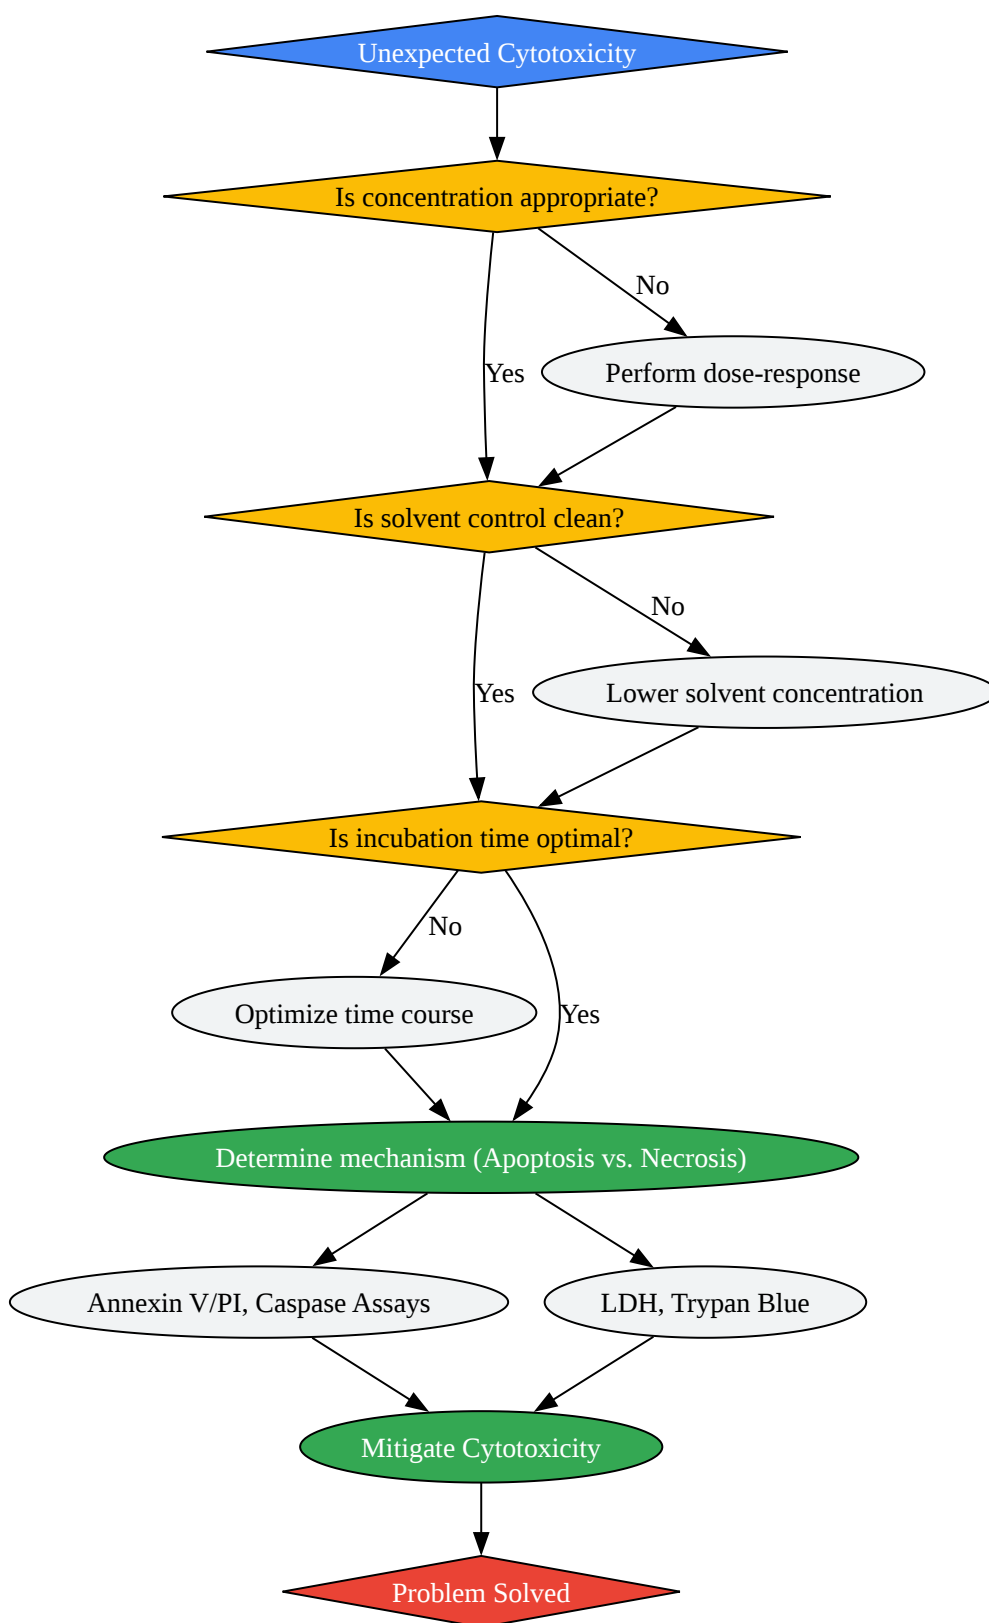 Unexpected Cytotoxicity
Is concentration appropriate?
No
Yes
Perform dose-response
Is solvent control clean?
No
Yes
Lower solvent concentration
Is incubation time optimal?
No
Optimize time course
Yes
Determine mechanism (Apoptosis vs. Necrosis)
Annexin V/PI, Caspase Assays
LDH, Trypan Blue
Mitigate Cytotoxicity
Problem Solved